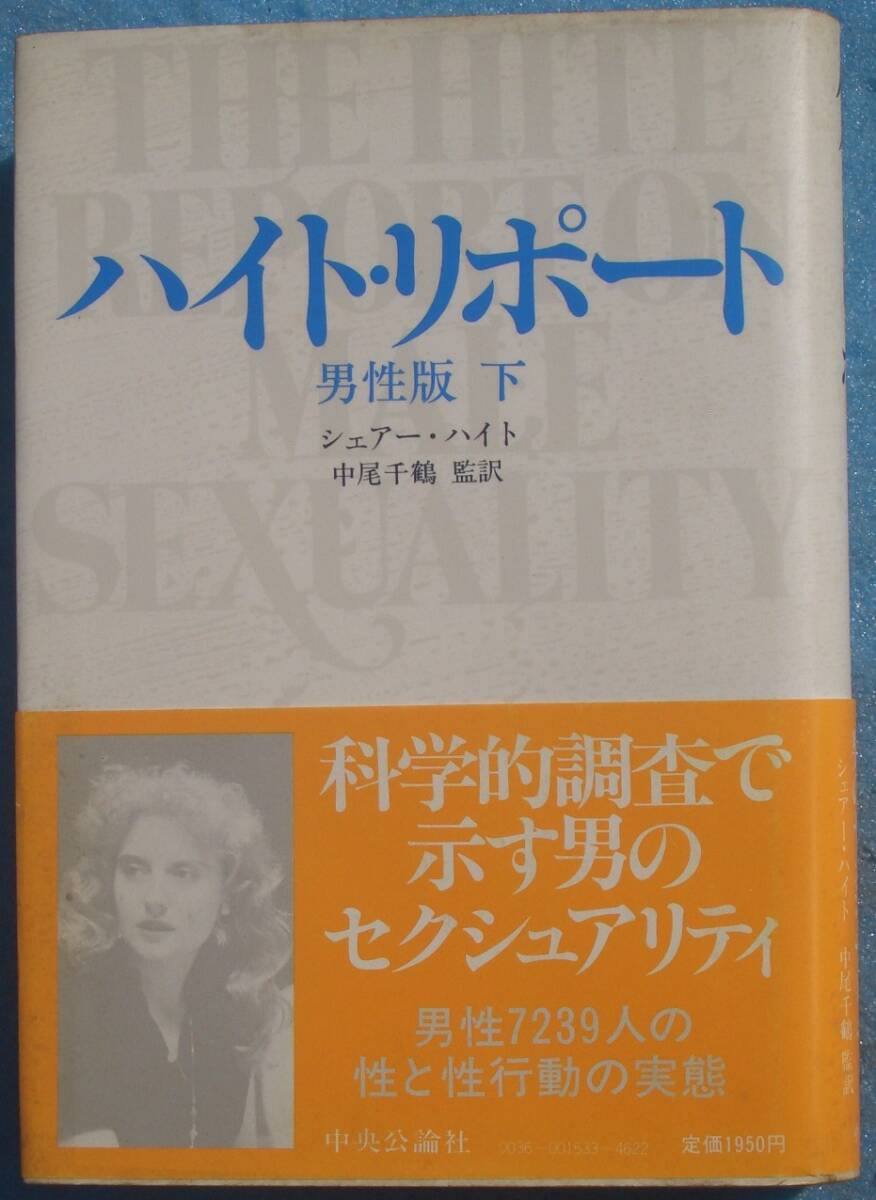 THE HITE
REPORT ON
MALE
SEXUALITY
ハイト・リポート
男性版 下
シェアー・ハイト
中尾千鶴 監訳
科学的調査で
示す男の
セクシュアリティ
男性7239人の
性と性行動の実態
中央公論社 0036-001533-4622 定価1950円
シェアー・ハイト 中尾千鶴 監訳